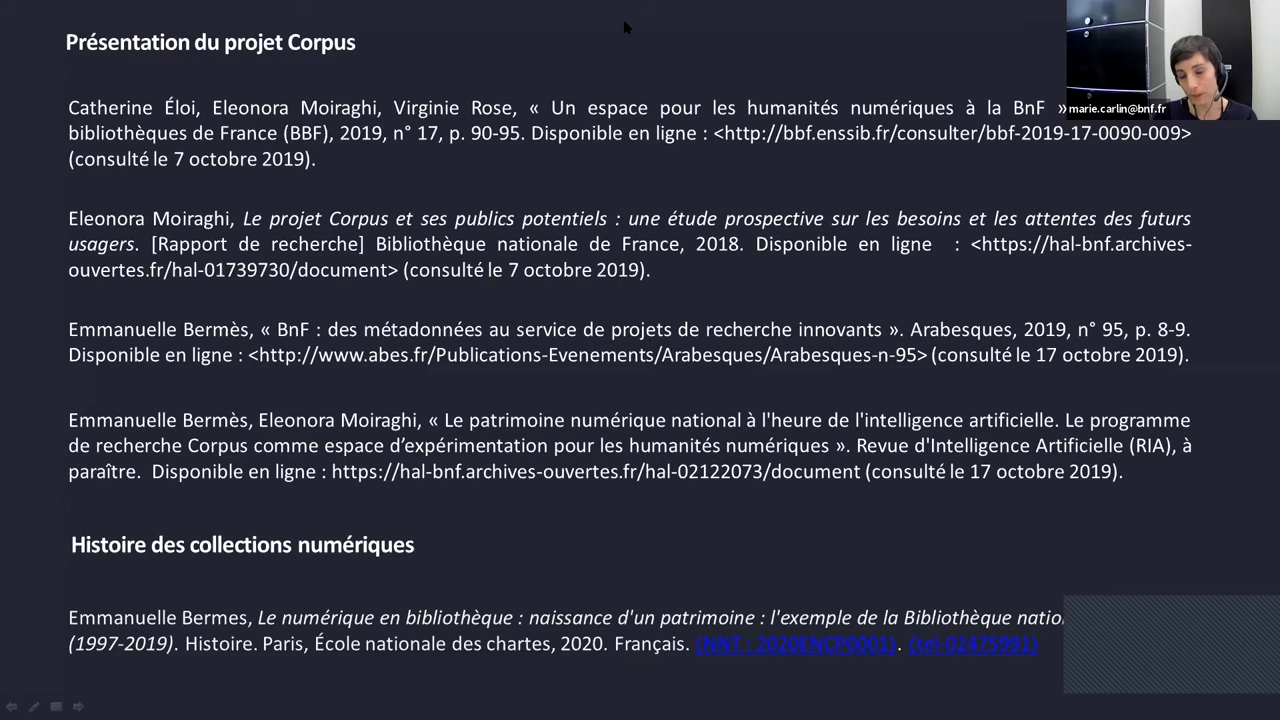 Présentation du projet Corpus
marie.carlin@bnf.fr
Catherine Éloi, Eleonora Moiraghi, Virginie Rose, « Un espace pour les humanités numériques à la BnF »
bibliothèques de France (BBF), 2019, n° 17, p. 90-95. Disponible en ligne : <http://bbf.enssib.fr/consulter/bbf-2019-17-0090-009>
(consulté le 7 octobre 2019).
Eleonora Moiraghi, Le projet Corpus et ses publics potentiels : une étude prospective sur les besoins et les attentes des futurs
usagers. [Rapport de recherche] Bibliothèque nationale de France, 2018. Disponible en ligne : <https://hal-bnf.archives-
ouvertes.fr/hal-01739730/document> (consulté le 7 octobre 2019).
Emmanuelle Bermès, « BnF : des métadonnées au service de projets de recherche innovants ». Arabesques, 2019, n° 95, p. 8-9.
Disponible en ligne : <http://www.abes.fr/Publications-Evenements/Arabesques/Arabesques-n-95> (consulté le 17 octobre 2019).
Emmanuelle Bermès, Eleonora Moiraghi, « Le patrimoine numérique national à l'heure de l'intelligence artificielle. Le programme
de recherche Corpus comme espace d’expérimentation pour les humanités numériques ». Revue d'Intelligence Artificielle (RIA), à
paraître. Disponible en ligne : https://hal-bnf.archives-ouvertes.fr/hal-02122073/document (consulté le 17 octobre 2019).
Histoire des collections numériques
Emmanuelle Bermes, Le numérique en bibliothèque : naissance d'un patrimoine : l'exemple de la Bibliothèque natio
(1997-2019). Histoire. Paris, École nationale des chartes, 2020. Français. ⟨NNT : 2020ENCP0001⟩. ⟨tel-02475991⟩